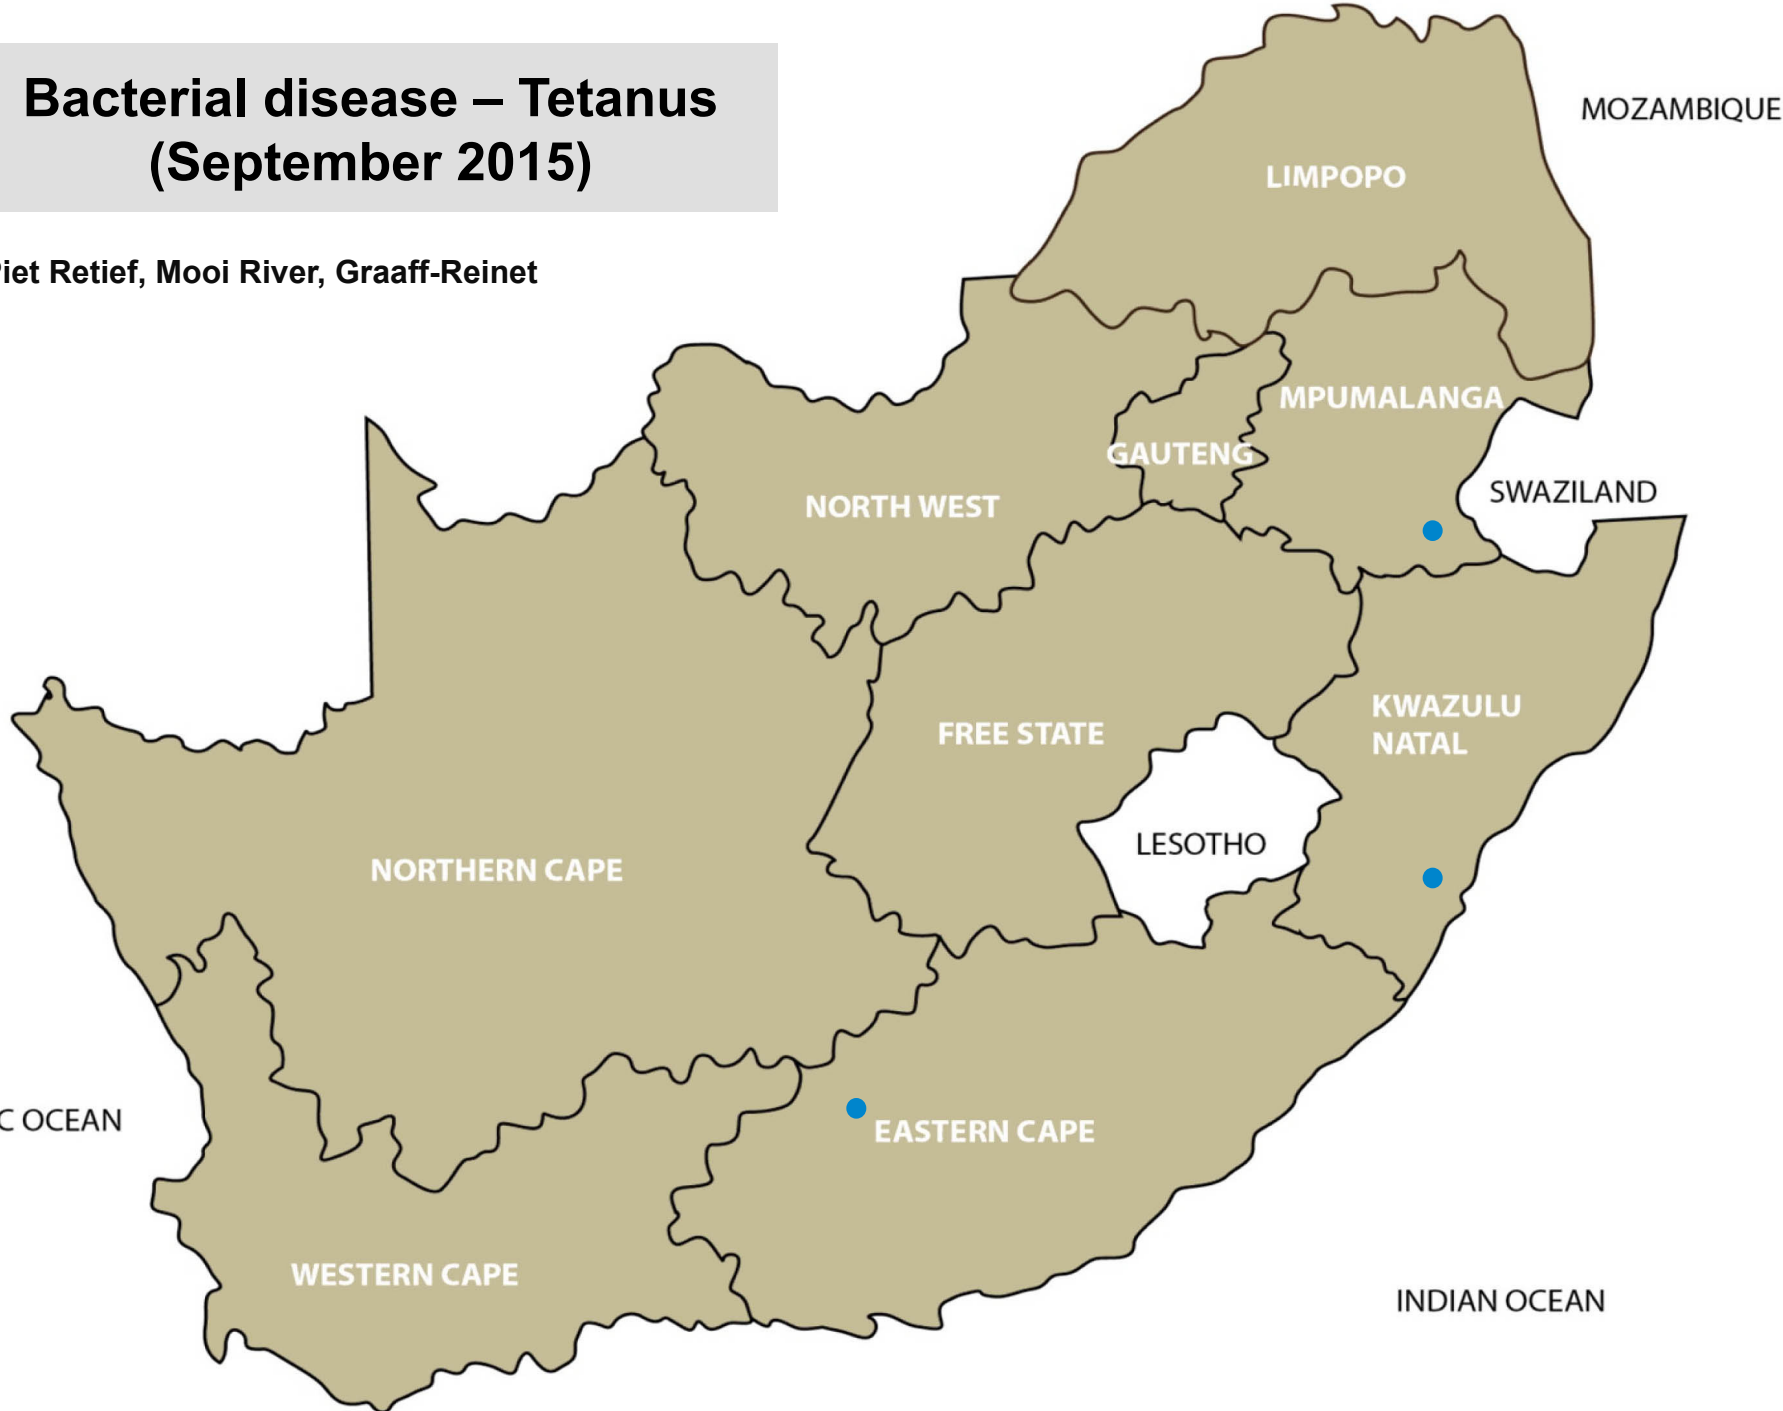 Bacterial disease – Tetanus
(September 2015)
MOZAMBIQUE
LIMPOPO
iet Retief, Mooi River, Graaff-Reinet
MPUMALANGA
GAUTENG
SWAZILAND
NORTH WEST
KWAZULU
NATAL
FREE STATE
LESOTHO
NORTHERN CAPE
C OCEAN
EASTERN CAPE
WESTERN CAPE
INDIAN OCEAN